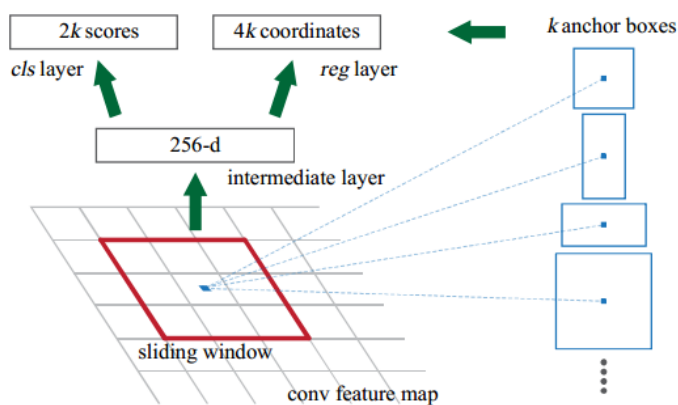 2k scores
4k coordinates
k anchor boxes
cls layer
reg layer
256-d
intermediate layer
sliding window
conv feature map